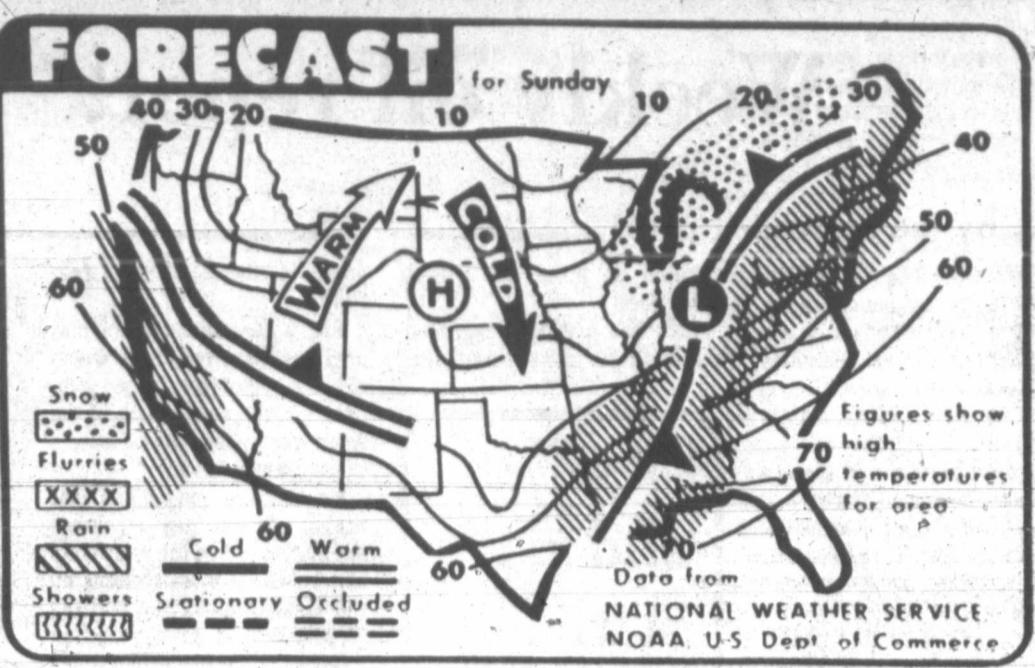 FORECAST
for Sunday
40 30 20 10 10 20 30
50
40
50
60
60
WARM
COLD
H
L
Snow
Flurries
XXXX
Rain
Showers
60
Cold Warm
Stationary Occluded
60
70
70
Figures show
high
temperatures
for area
Data from
NATIONAL WEATHER SERVICE
NOAA U·S Dept of Commerce